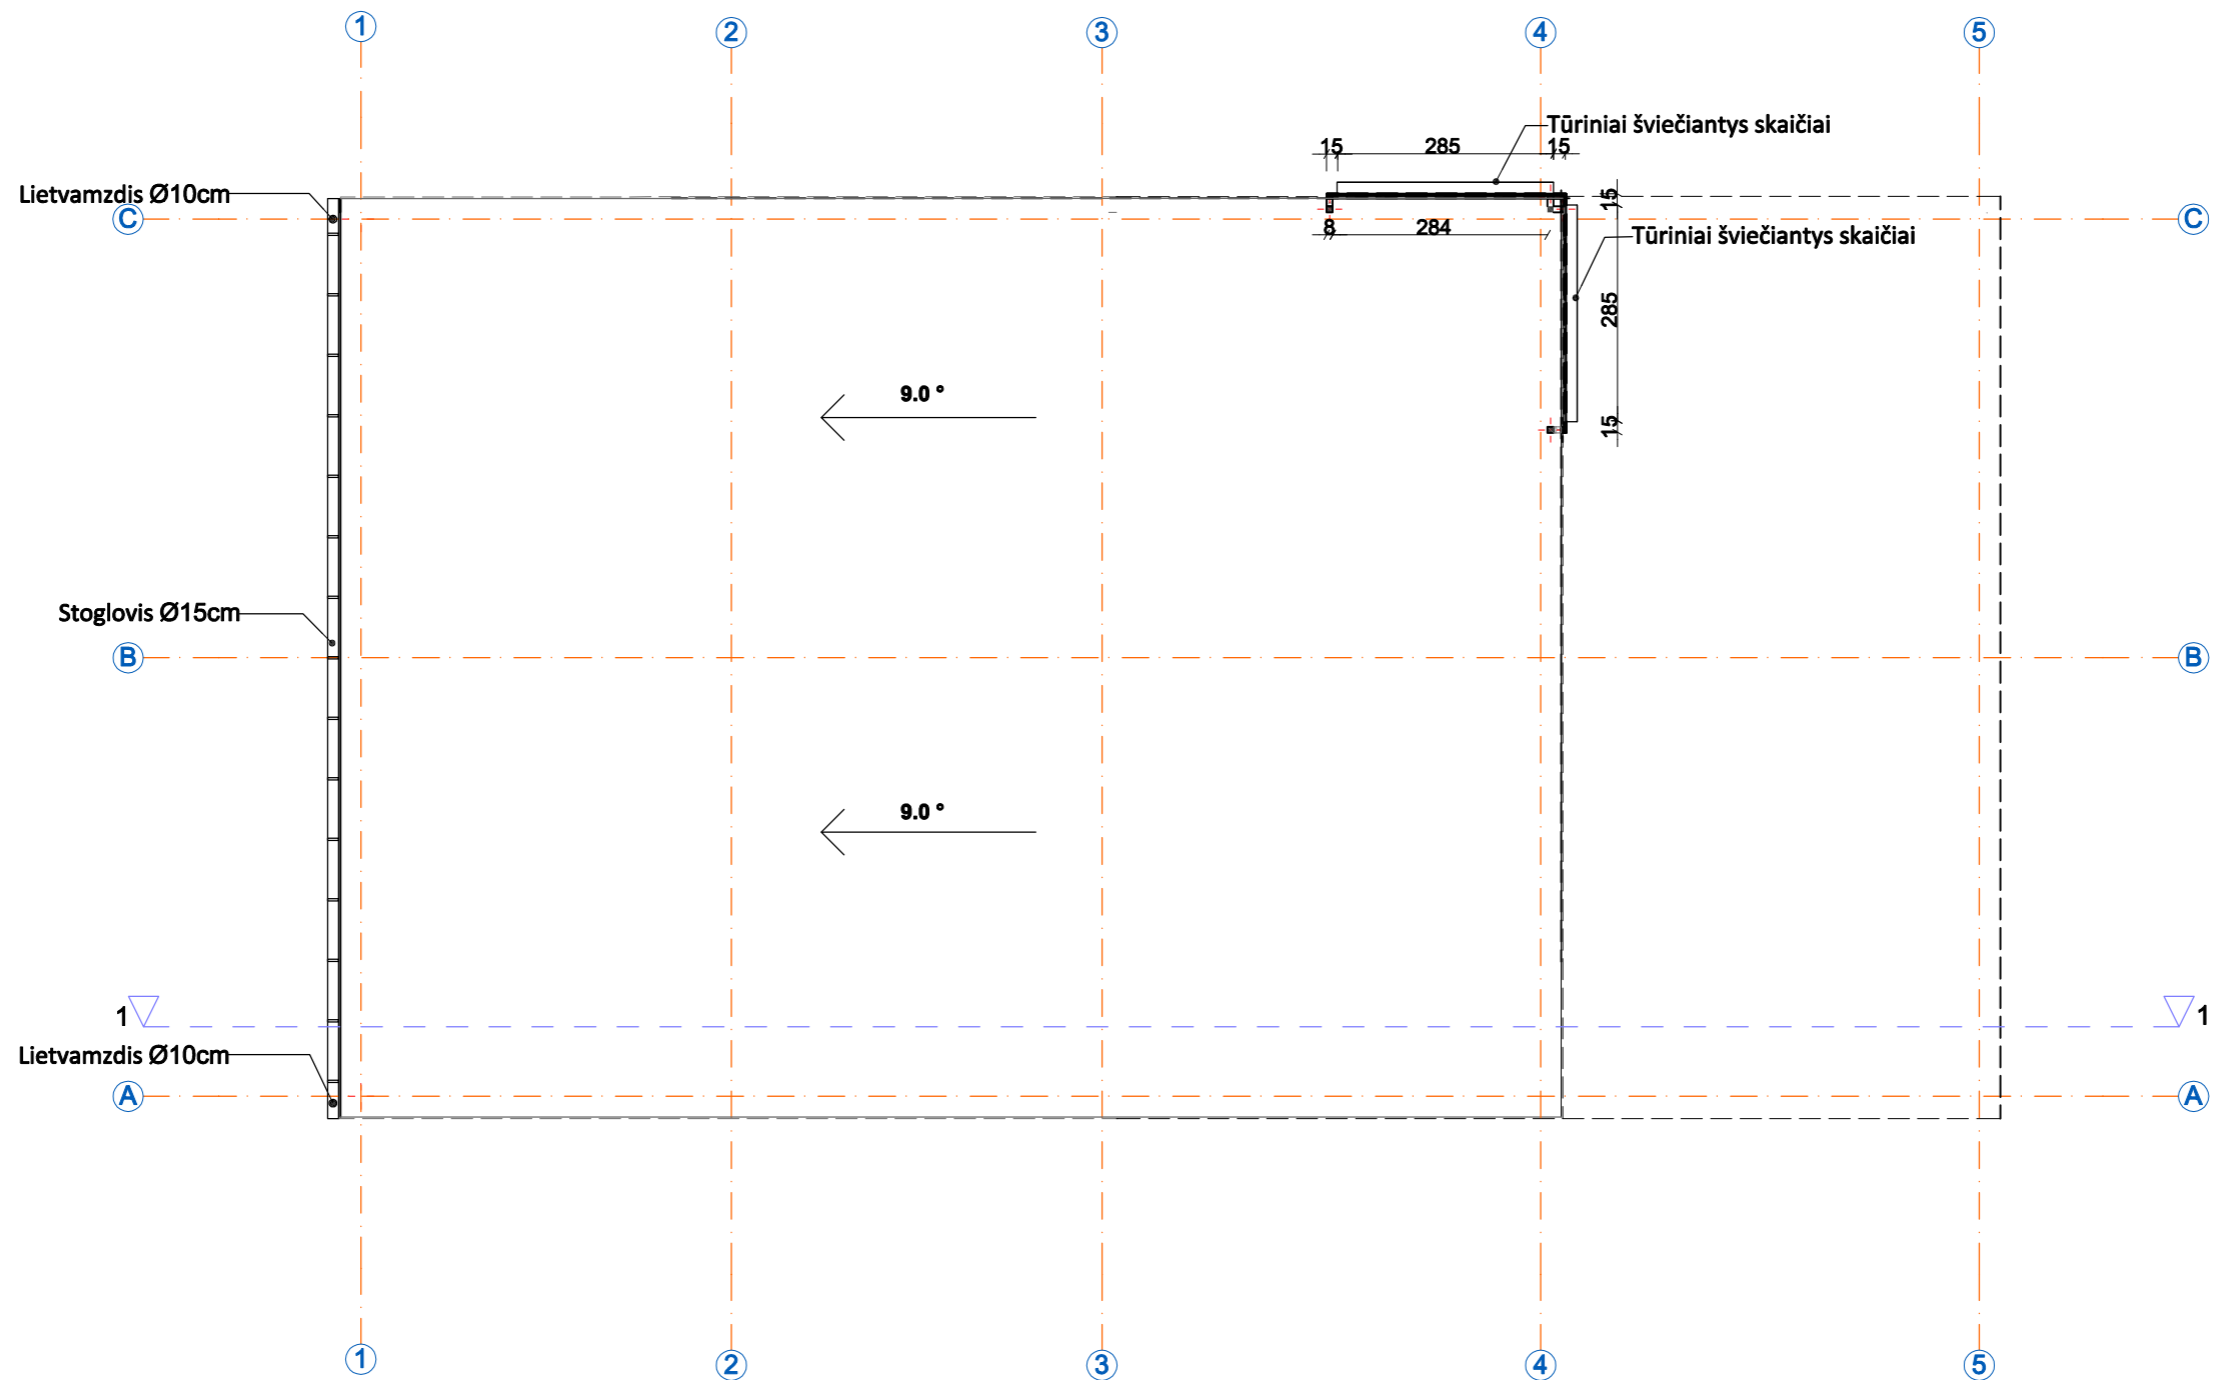 1 2 3 4 5
Tūriniai šviečiantys skaičiai
15 285 15
Lietvamzdis Ø10cm
15
C C
8 284
Tūriniai šviečiantys skaičiai
285
9.0 °
15
Stoglovis Ø15cm
B B
9.0 °
1 1
Lietvamzdis Ø10cm
A A
1 2 3 4 5